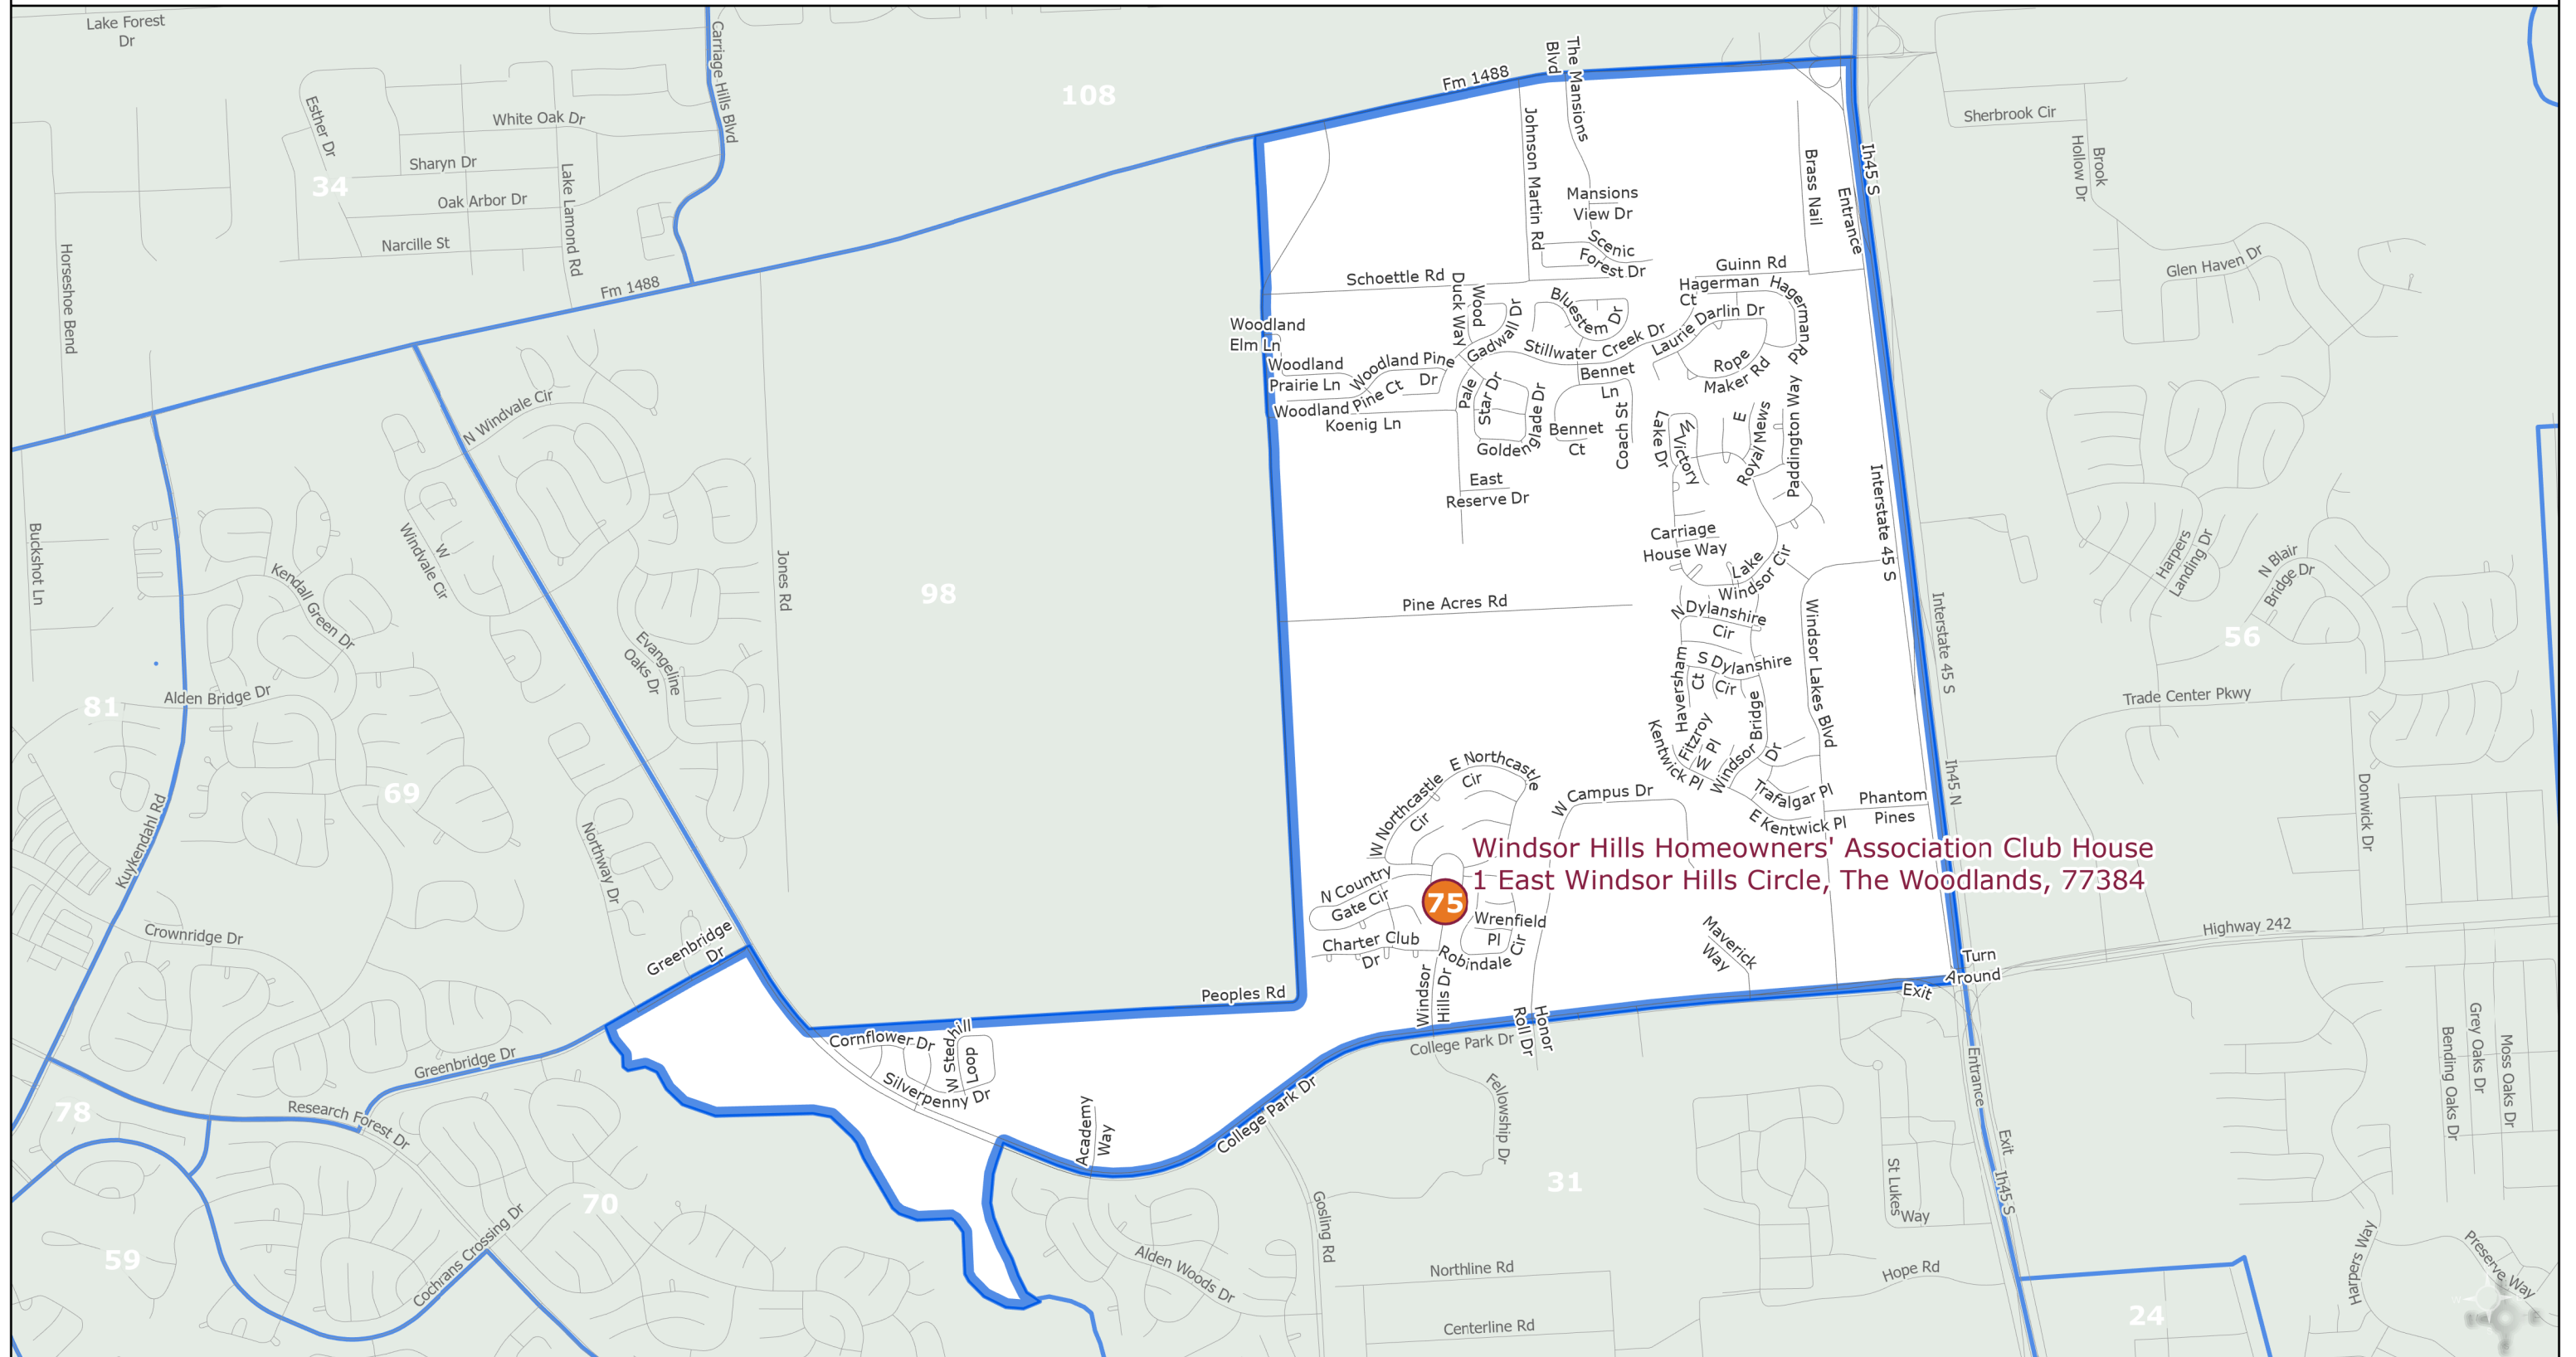 Lake Forest
Dr
Carriage Hills Blvd
108
Fm 1488
The Mansions
Blvd
Esther Dr
White Oak Dr
Sharyn Dr
34
Oak Arbor Dr
Lake Lamond Rd
Narcille St
Horseshoe Bend
Fm 1488
Johnson Martin Rd
Mansions
View Dr
Scenic
Forest Dr
Brass Nail
Entrance
Ih45 S
Sherbrook Cir
Brook
Hollow Dr
Glen Haven Dr
Schoettle Rd
Guinn Rd
Hagerman
Ct
Hagerman Rd
Wood
Duck Way
Gadwall Dr
Bluestem Dr
Stillwater Creek Dr
Laurie Darlin Dr
Rope
Maker Rd
Woodland
Elm Ln
Woodland
Prairie Ln
Woodland Pine
Dr
Woodland Pine Ct
Koenig Ln
Pale
Star Dr
Golden
glade Dr
Bennet
Ln
Bennet
Ct
Coach St
W Victory
Lake Dr
E
Royal Mews
Paddington Way
East
Reserve Dr
Interstate 45 S
Carriage
House Way
Lake
Windsor Cir
N Windvale Cir
W
Windvale Cir
Buckshot Ln
Kendall Green Dr
Jones Rd
98
Evangeline
Oaks Dr
Pine Acres Rd
N Dylanshire
Cir
S Dylanshire
Cir
Haversham
Ct
Fitzroy
Pl
W
Kentwick Pl
Windsor Bridge
Dr
Windsor Lakes Blvd
Trafalgar Pl
E Kentwick Pl
Phantom
Pines
Interstate 45 S
Ih45 N
Harpers
Landing Dr
N Blair
Bridge Dr
56
Trade Center Pkwy
Donwick Dr
81
Alden Bridge Dr
69
Kuykendahl Rd
Northway Dr
Crownridge Dr
Greenbridge
Dr
E Northcastle
Cir
W Northcastle
Cir
W Campus Dr
Windsor Hills Homeowners' Association Club House
1 East Windsor Hills Circle, The Woodlands, 77384
75
N Country
Gate Cir
Charter Club
Dr
Wrenfield
Pl
Robindale Cir
Windsor
Hills Dr
Maverick
Way
Highway 242
Turn
Around
Exit
Peoples Rd
Honor
Roll Dr
College Park Dr
Cornflower Dr
W Stedhill
Loop
Silverpenny Dr
Academy
Way
College Park Dr
Greenbridge Dr
Research Forest Dr
78
70
59
Cochrans Crossing Dr
Fellowship Dr
31
Gosling Rd
Alden Woods Dr
Northline Rd
Centerline Rd
Hope Rd
St Lukes
Way
Entrance
Exit
Ih45 S
24
Grey Oaks Dr
Bending Oaks Dr
Moss Oaks Dr
Harpers Way
Preserve Way